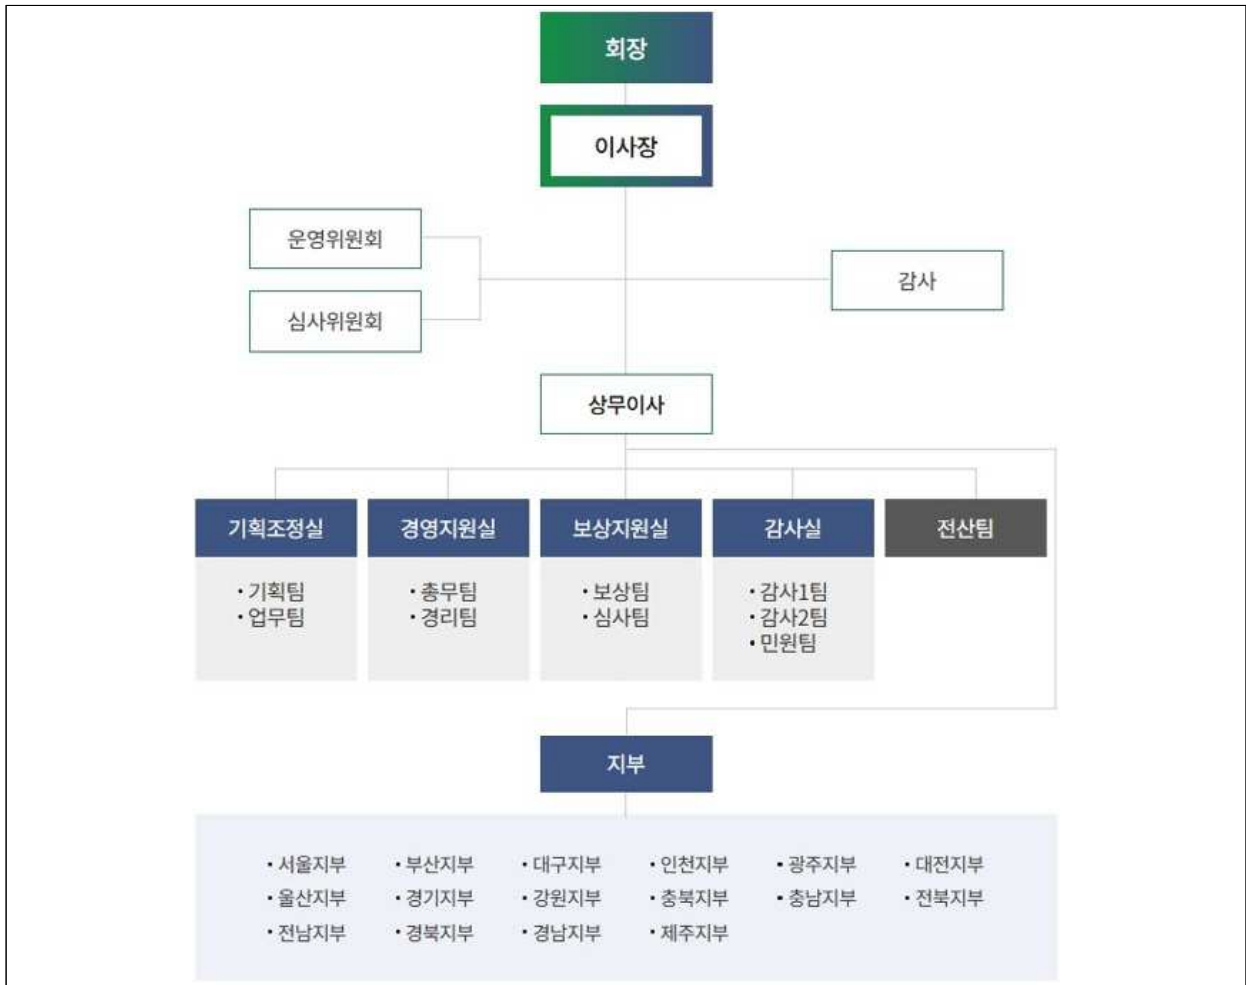 회장
이사장
운영위원회
심사위원회
감사
상무이사
기획조정실
• 기획팀
• 업무팀
경영지원실
• 총무팀
• 경리팀
보상지원실
• 보상팀
• 심사팀
감사실
• 감사1팀
• 감사2팀
• 민원팀
전산팀
지부
• 서울지부 • 부산지부 • 대구지부 • 인천지부 • 광주지부 • 대전지부
• 울산지부 • 경기지부 • 강원지부 • 충북지부 • 충남지부 • 전북지부
• 전남지부 • 경북지부 • 경남지부 • 제주지부